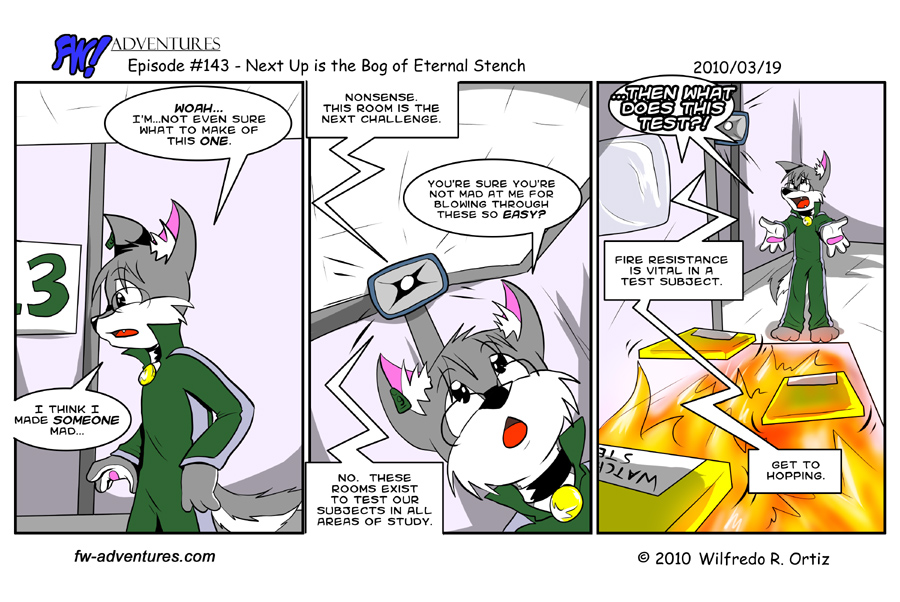 FW! ADVENTURES
Episode #143 - Next Up is the Bog of Eternal Stench
2010/03/19
WOAH...
I'M...NOT EVEN SURE
WHAT TO MAKE OF
THIS ONE.
.3
I THINK I
MADE SOMEONE
MAD...
NONSENSE.
THIS ROOM IS THE
NEXT CHALLENGE.
YOU'RE SURE YOU'RE
NOT MAD AT ME FOR
BLOWING THROUGH
THESE SO EASY?
NO. THESE
ROOMS EXIST
TO TEST OUR
SUBJECTS IN ALL
AREAS OF STUDY.
...THEN WHAT
DOES THIS
TEST?!
FIRE RESISTANCE
IS VITAL IN A
TEST SUBJECT.
WATCH
STE
GET TO
HOPPING.
fw-adventures.com
© 2010 Wilfredo R. Ortiz